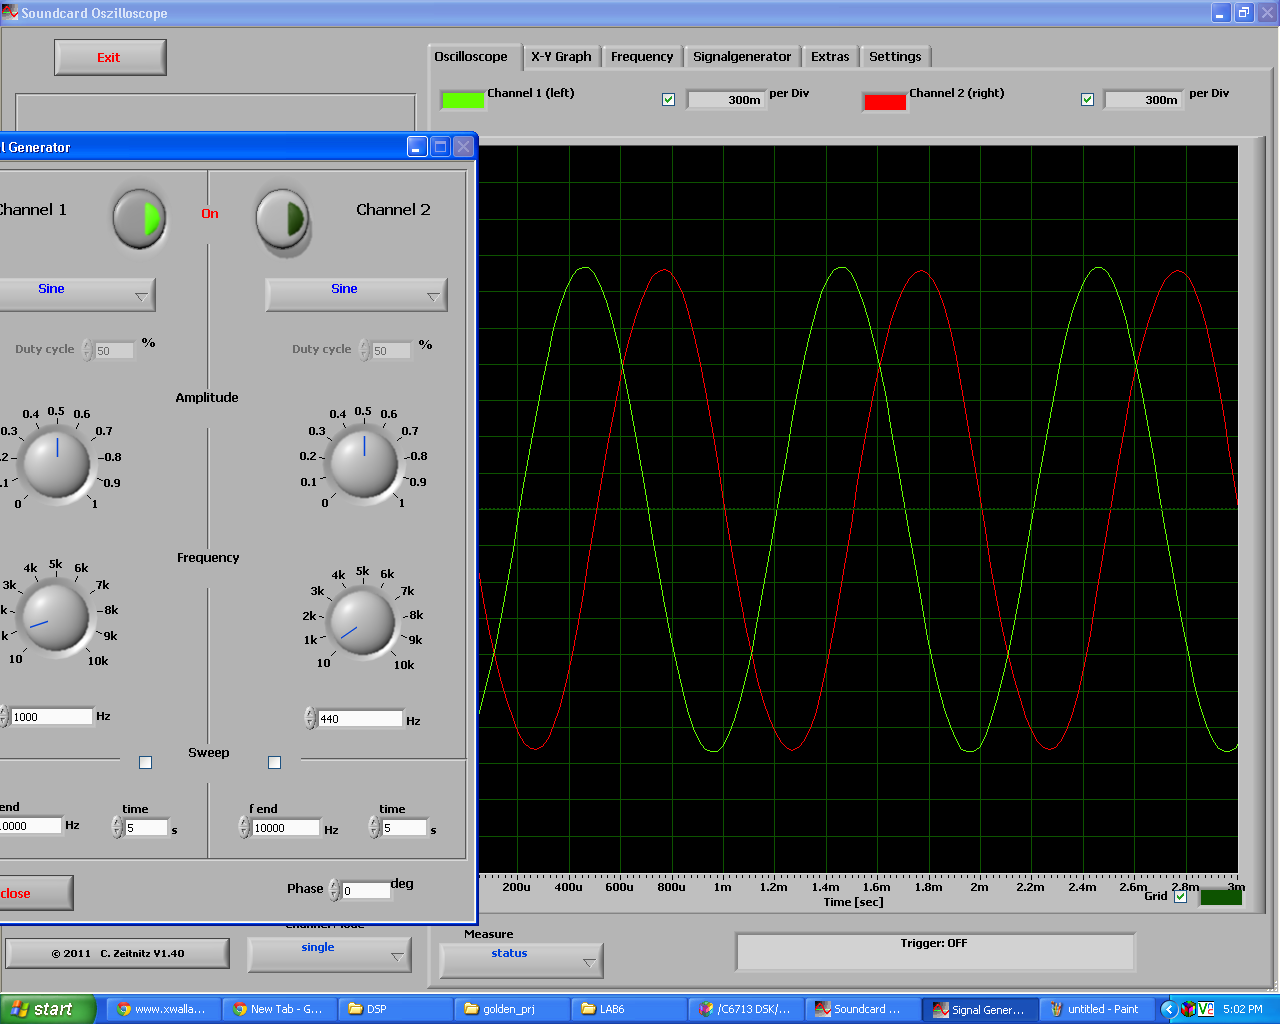 Soundcard Oszilloscope
Exit
Oscilloscope X-Y Graph Frequency Signalgenerator Extras Settings
Channel 1 (left) 300m per Div Channel 2 (right) 300m per Div
l Generator
Channel 1 On Channel 2
Sine Sine
Duty cycle 50 % Duty cycle 50 %
Amplitude
0.4 0.5 0.6 0.4 0.5 0.6
0.3 0.7 0.3 0.7
.2 0.8 0.2 0.8
.1 0.9 0.1 0.9
0 1 0 1
Frequency
4k 5k 6k 4k 5k 6k
3k 7k 3k 7k
k 8k 2k 8k
k 9k 1k 9k
10 10k 10 10k
1000 Hz 440 Hz
Sweep
end time f end time
0000 Hz 5 s 10000 Hz 5 s
close Phase 0 deg
200u 400u 600u 800u 1m 1.2m 1.4m 1.6m 1.8m 2m 2.2m 2.4m 2.6m 2.8m 3m
Time [sec] Grid
Channel Mode Measure
© 2011 C. Zeitnitz V1.40 single status Trigger: OFF
start www.xwalla... New Tab - G... DSP golden_prj LAB6 /C6713 DSK/... Soundcard ... Signal Gener... untitled - Paint 5:02 PM